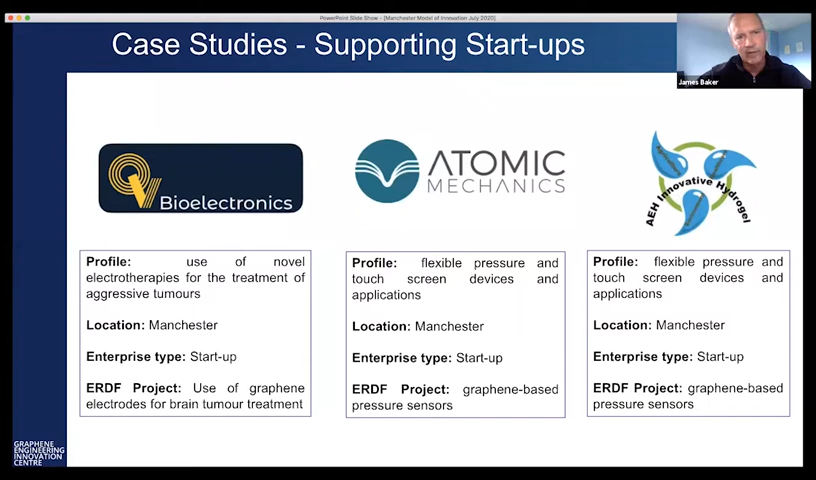 PowerPoint Slide Show - [Manchester Model of Innovation July 2020]
Case Studies - Supporting Start-ups
James Baker
QV
Bioelectronics
ATOMIC
MECHANICS
AEH Innovative Hydrogel
Profile: use of novel
electrotherapies for the treatment of
aggressive tumours
Location: Manchester
Enterprise type: Start-up
ERDF Project: Use of graphene
electrodes for brain tumour treatment
Profile: flexible pressure and
touch screen devices and
applications
Location: Manchester
Enterprise type: Start-up
ERDF Project: graphene-based
pressure sensors
Profile: flexible pressure and
touch screen devices and
applications
Location: Manchester
Enterprise type: Start-up
ERDF Project: graphene-based
pressure sensors
GRAPHENE
ENGINEERING
INNOVATION
CENTRE